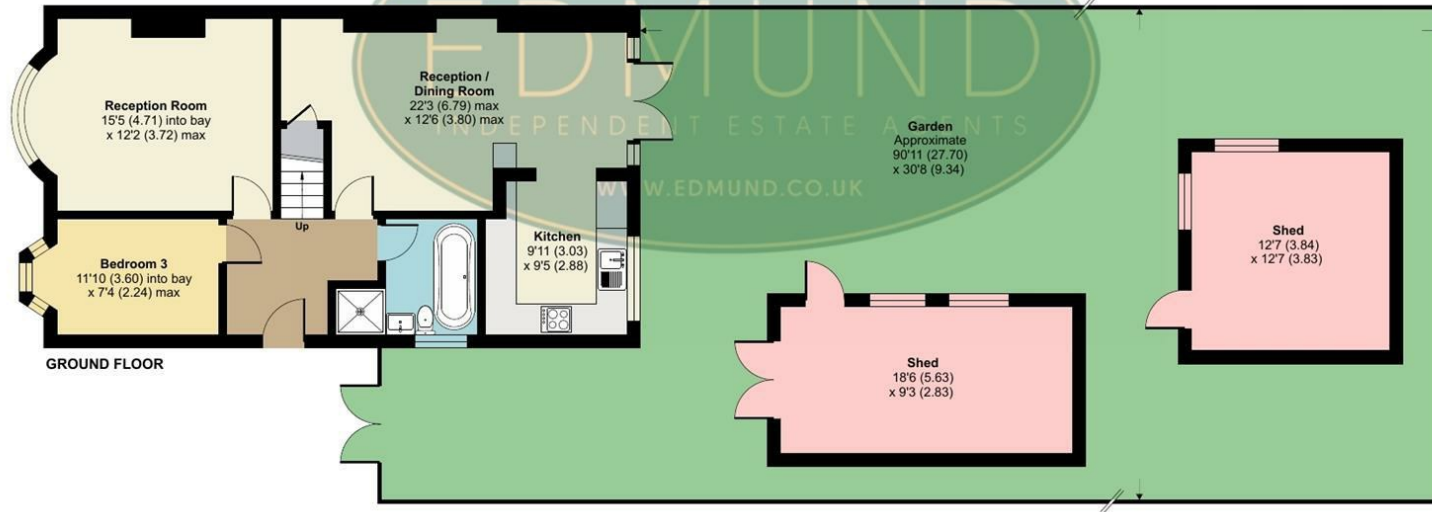 EDMUND
INDEPENDENT ESTATE AGENTS
WWW.EDMUND.CO.UK
Reception Room
15'5 (4.71) into bay
x 12'2 (3.72) max
Reception /
Dining Room
22'3 (6.79) max
x 12'6 (3.80) max
Garden
Approximate
90'11 (27.70)
x 30'8 (9.34)
Shed
12'7 (3.84)
x 12'7 (3.83)
Up
Kitchen
9'11 (3.03)
x 9'5 (2.88)
Bedroom 3
11'10 (3.60) into bay
x 7'4 (2.24) max
GROUND FLOOR
Shed
18'6 (5.63)
x 9'3 (2.83)